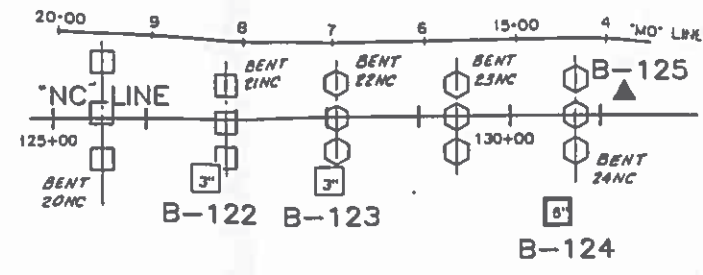 20+00 9 8 7 6 15+00 4 "MO" LINE
BENT 21NC
BENT 22NC
BENT 23NC
B-125
"NC" LINE
125+00
130+00
BENT 20NC
BENT 24NC
3"
3"
6"
B-122
B-123
B-124